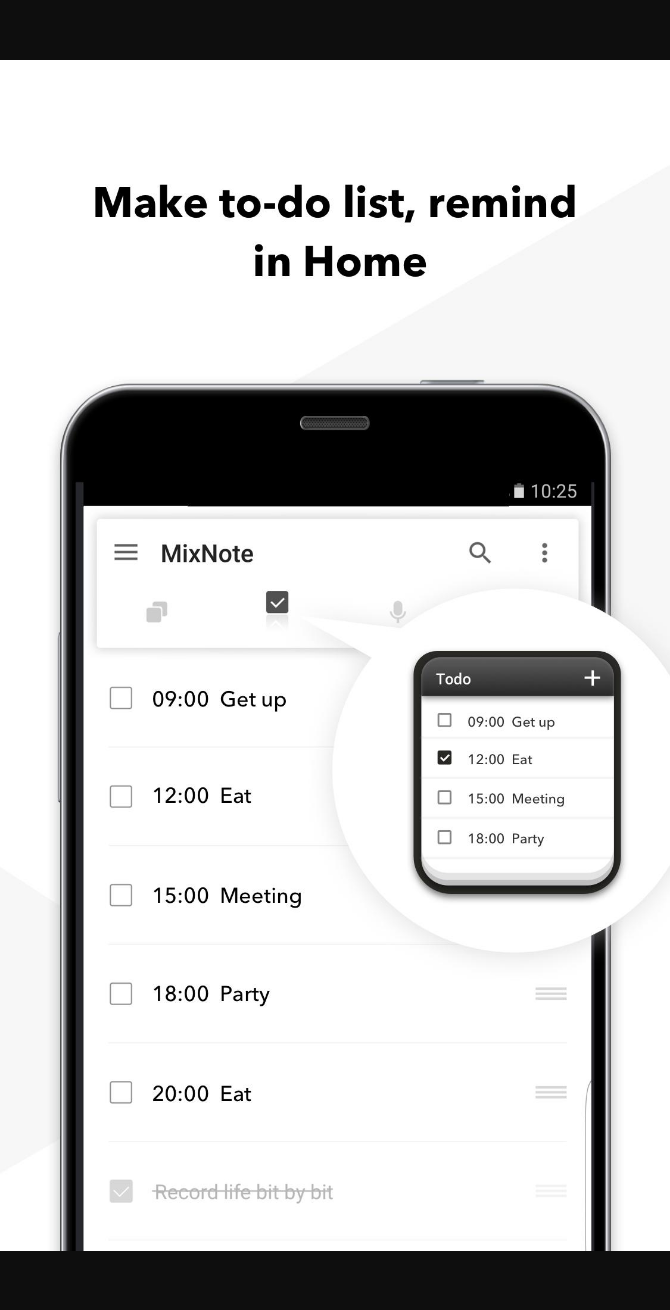 Make to-do list, remind
in Home
10:25
MixNote
09:00 Get up
12:00 Eat
15:00 Meeting
18:00 Party
20:00 Eat
Record life bit by bit
Todo
09:00 Get up
12:00 Eat
15:00 Meeting
18:00 Party